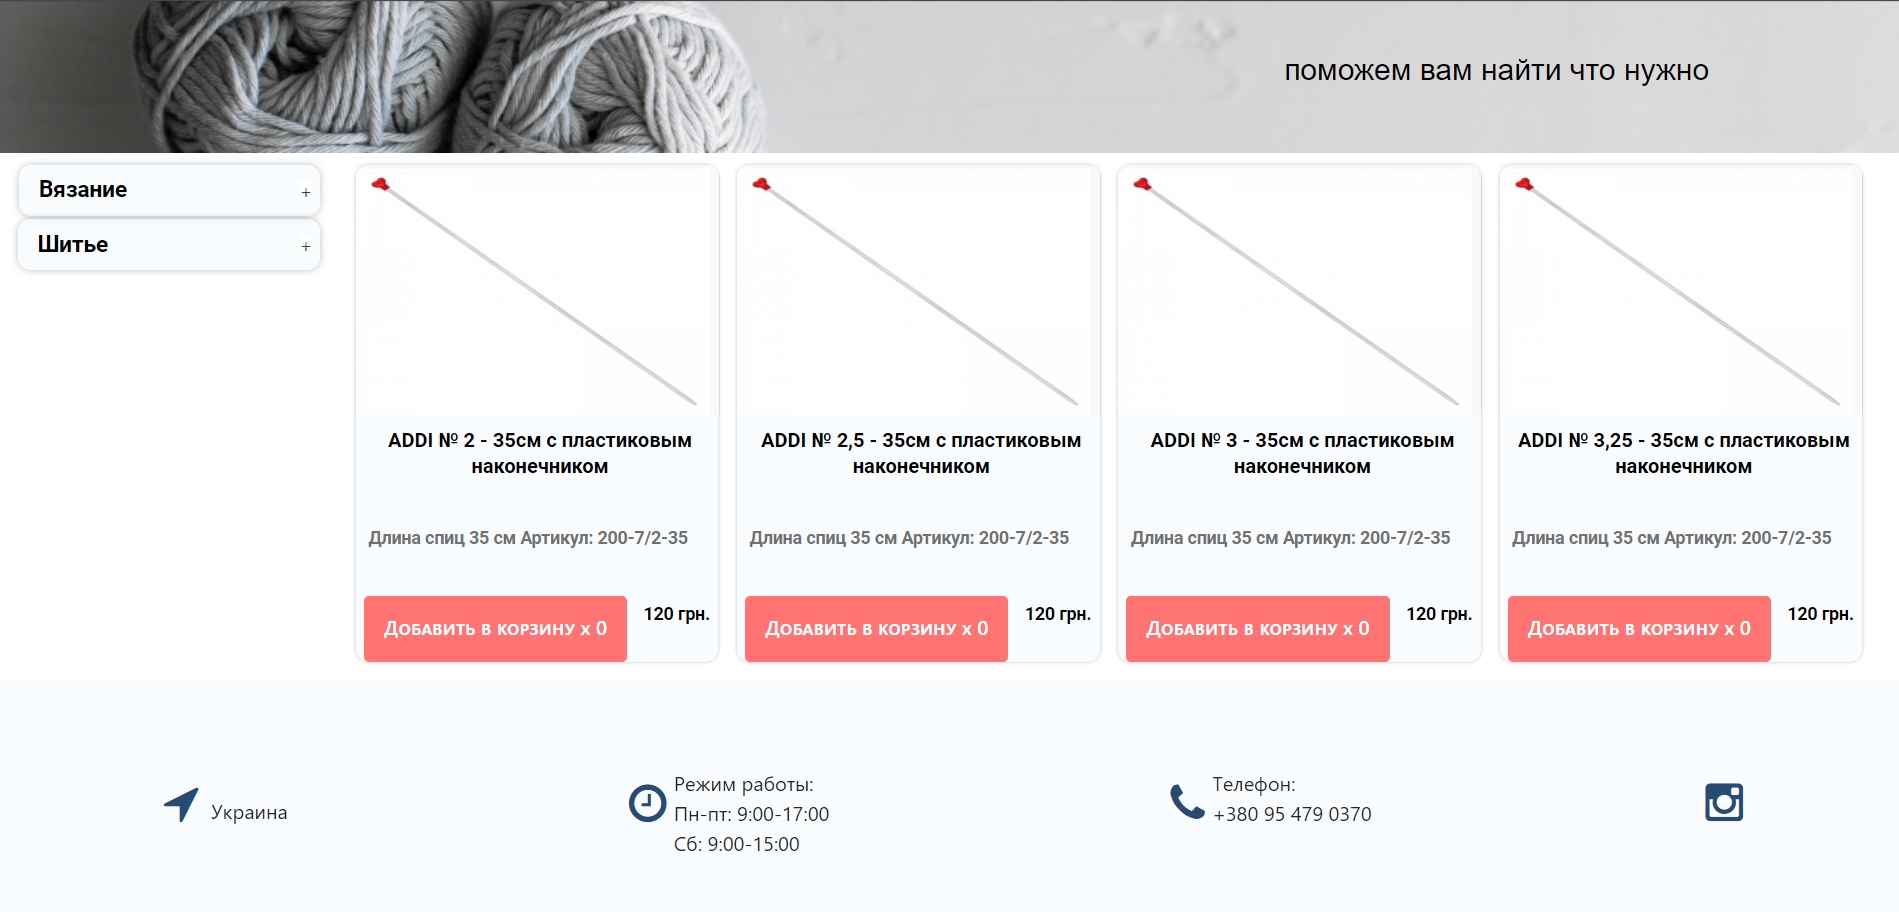 поможем вам найти что нужно
Вязание +
Шитье +
ADDI № 2 - 35см с пластиковым
наконечником
Длина спиц 35 см Артикул: 200-7/2-35
Добавить в корзину x 0 120 грн.
ADDI № 2,5 - 35см с пластиковым
наконечником
Длина спиц 35 см Артикул: 200-7/2-35
Добавить в корзину x 0 120 грн.
ADDI № 3 - 35см с пластиковым
наконечником
Длина спиц 35 см Артикул: 200-7/2-35
Добавить в корзину x 0 120 грн.
ADDI № 3,25 - 35см с пластиковым
наконечником
Длина спиц 35 см Артикул: 200-7/2-35
Добавить в корзину x 0 120 грн.
Украина
Режим работы:
Пн-пт: 9:00-17:00
Сб: 9:00-15:00
Телефон:
+380 95 479 0370